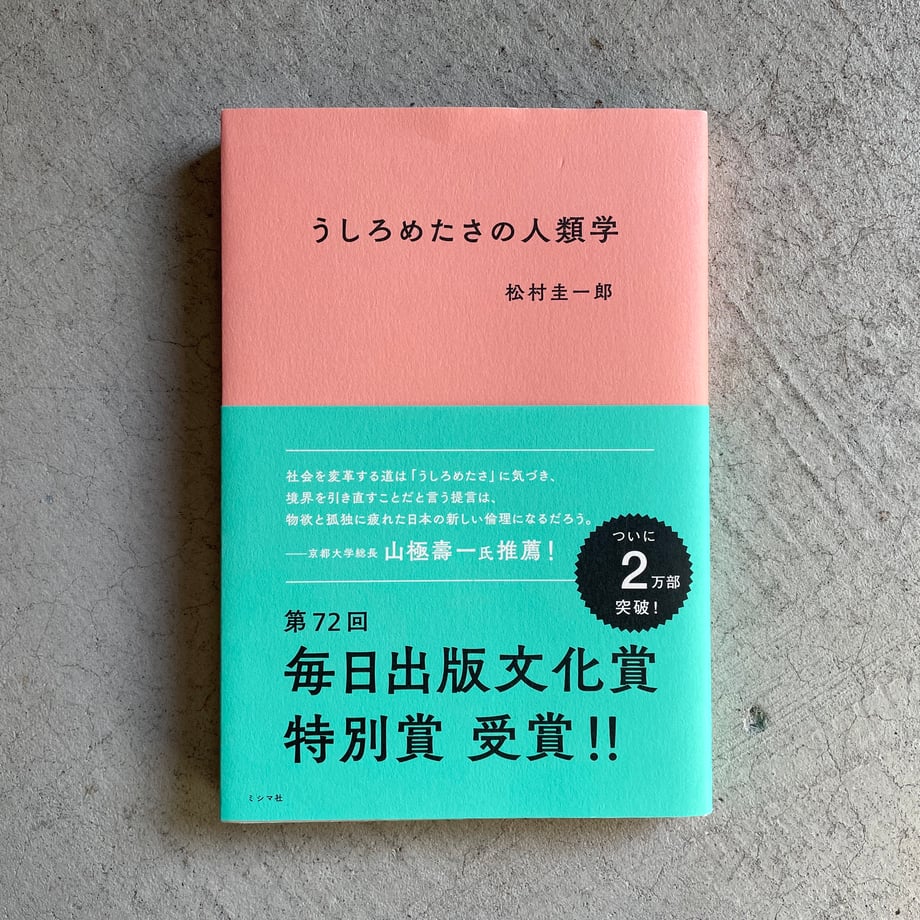 うしろめたさの人類学
松村圭一郎
社会を変革する道は「うしろめたさ」に気づき、
境界を引き直すことだと言う提言は、
物欲と孤独に疲れた日本の新しい倫理になるだろう。
──京都大学総長 山極壽一氏推薦!
ついに
2万部
突破!
第72回
毎日出版文化賞
特別賞 受賞!!
ミシマ社